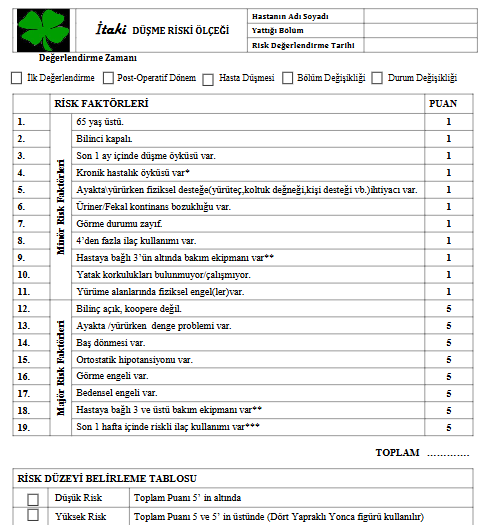 İtaki DÜŞME RİSKİ ÖLÇEĞİ
Hastanın Adı Soyadı
Yattığı Bölüm
Risk Değerlendirme Tarihi
Değerlendirme Zamanı
İlk Değerlendirme Post-Operatif Dönem Hasta Düşmesi Bölüm Değişikliği Durum Değişikliği
RİSK FAKTÖRLERİ PUAN
Minör Risk Faktörleri
1. 65 yaş üstü. 1
2. Bilinci kapalı. 1
3. Son 1 ay içinde düşme öyküsü var. 1
4. Kronik hastalık öyküsü var* 1
5. Ayakta\yürürken fiziksel desteğe(yürüteç,koltuk değneği,kişi desteği vb.)ihtiyacı var. 1
6. Üriner/Fekal kontinans bozukluğu var. 1
7. Görme durumu zayıf. 1
8. 4’den fazla ilaç kullanımı var. 1
9. Hastaya bağlı 3’ün altında bakım ekipmanı var** 1
10. Yatak korkulukları bulunmuyor/çalışmıyor. 1
11. Yürüme alanlarında fiziksel engel(ler)var. 1
Majör Risk Faktörleri
12. Bilinç açık, koopere değil. 5
13. Ayakta /yürürken denge problemi var. 5
14. Baş dönmesi var. 5
15. Ortostatik hipotansiyonu var. 5
16. Görme engeli var. 5
17. Bedensel engeli var. 5
18. Hastaya bağlı 3 ve üstü bakım ekipmanı var** 5
19. Son 1 hafta içinde riskli ilaç kullanımı var*** 5
TOPLAM ………….
RİSK DÜZEYİ BELİRLEME TABLOSU
Düşük Risk Toplam Puanı 5’ in altında
Yüksek Risk Toplam Puanı 5 ve 5’ in üstünde (Dört Yapraklı Yonca figürü kullanılır)